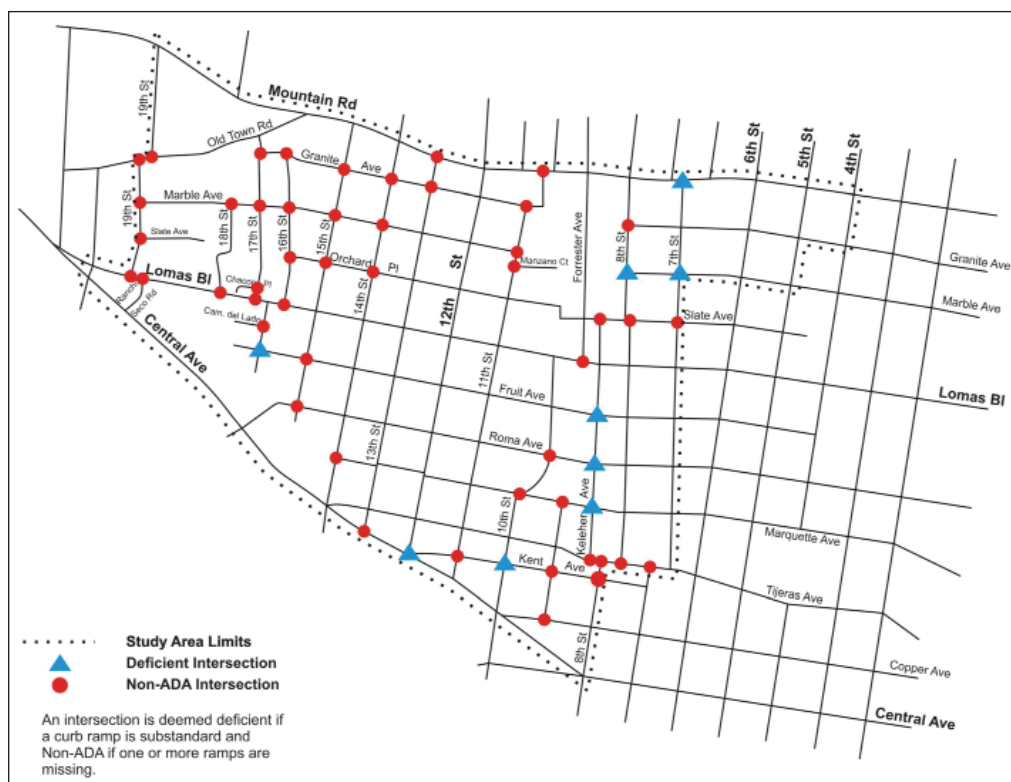 19th St
Mountain Rd
Old Town Rd
6th St
5th St
4th St
Granite
Ave
Marble Ave
19th St
18th St
17th St
16th St
15th St
Forrester Ave
8th St
7th St
Slate Ave
Granite Ave
Orchard
Pl
St
Manzano Ct
Lomas Bl
14th St
Marble Ave
Rancho
Seco Rd
Chacoma Pl
12th
Slate Ave
Cam. del Lado
Central Ave
11th St
Fruit Ave
Lomas Bl
13th St
Roma Ave
Keleher
Ave
10th St
Marquette Ave
Kent
Ave
Tijeras Ave
8th St
Copper Ave
Central Ave
Study Area Limits
Deficient Intersection
Non-ADA Intersection
An intersection is deemed deficient if
a curb ramp is substandard and
Non-ADA if one or more ramps are
missing.